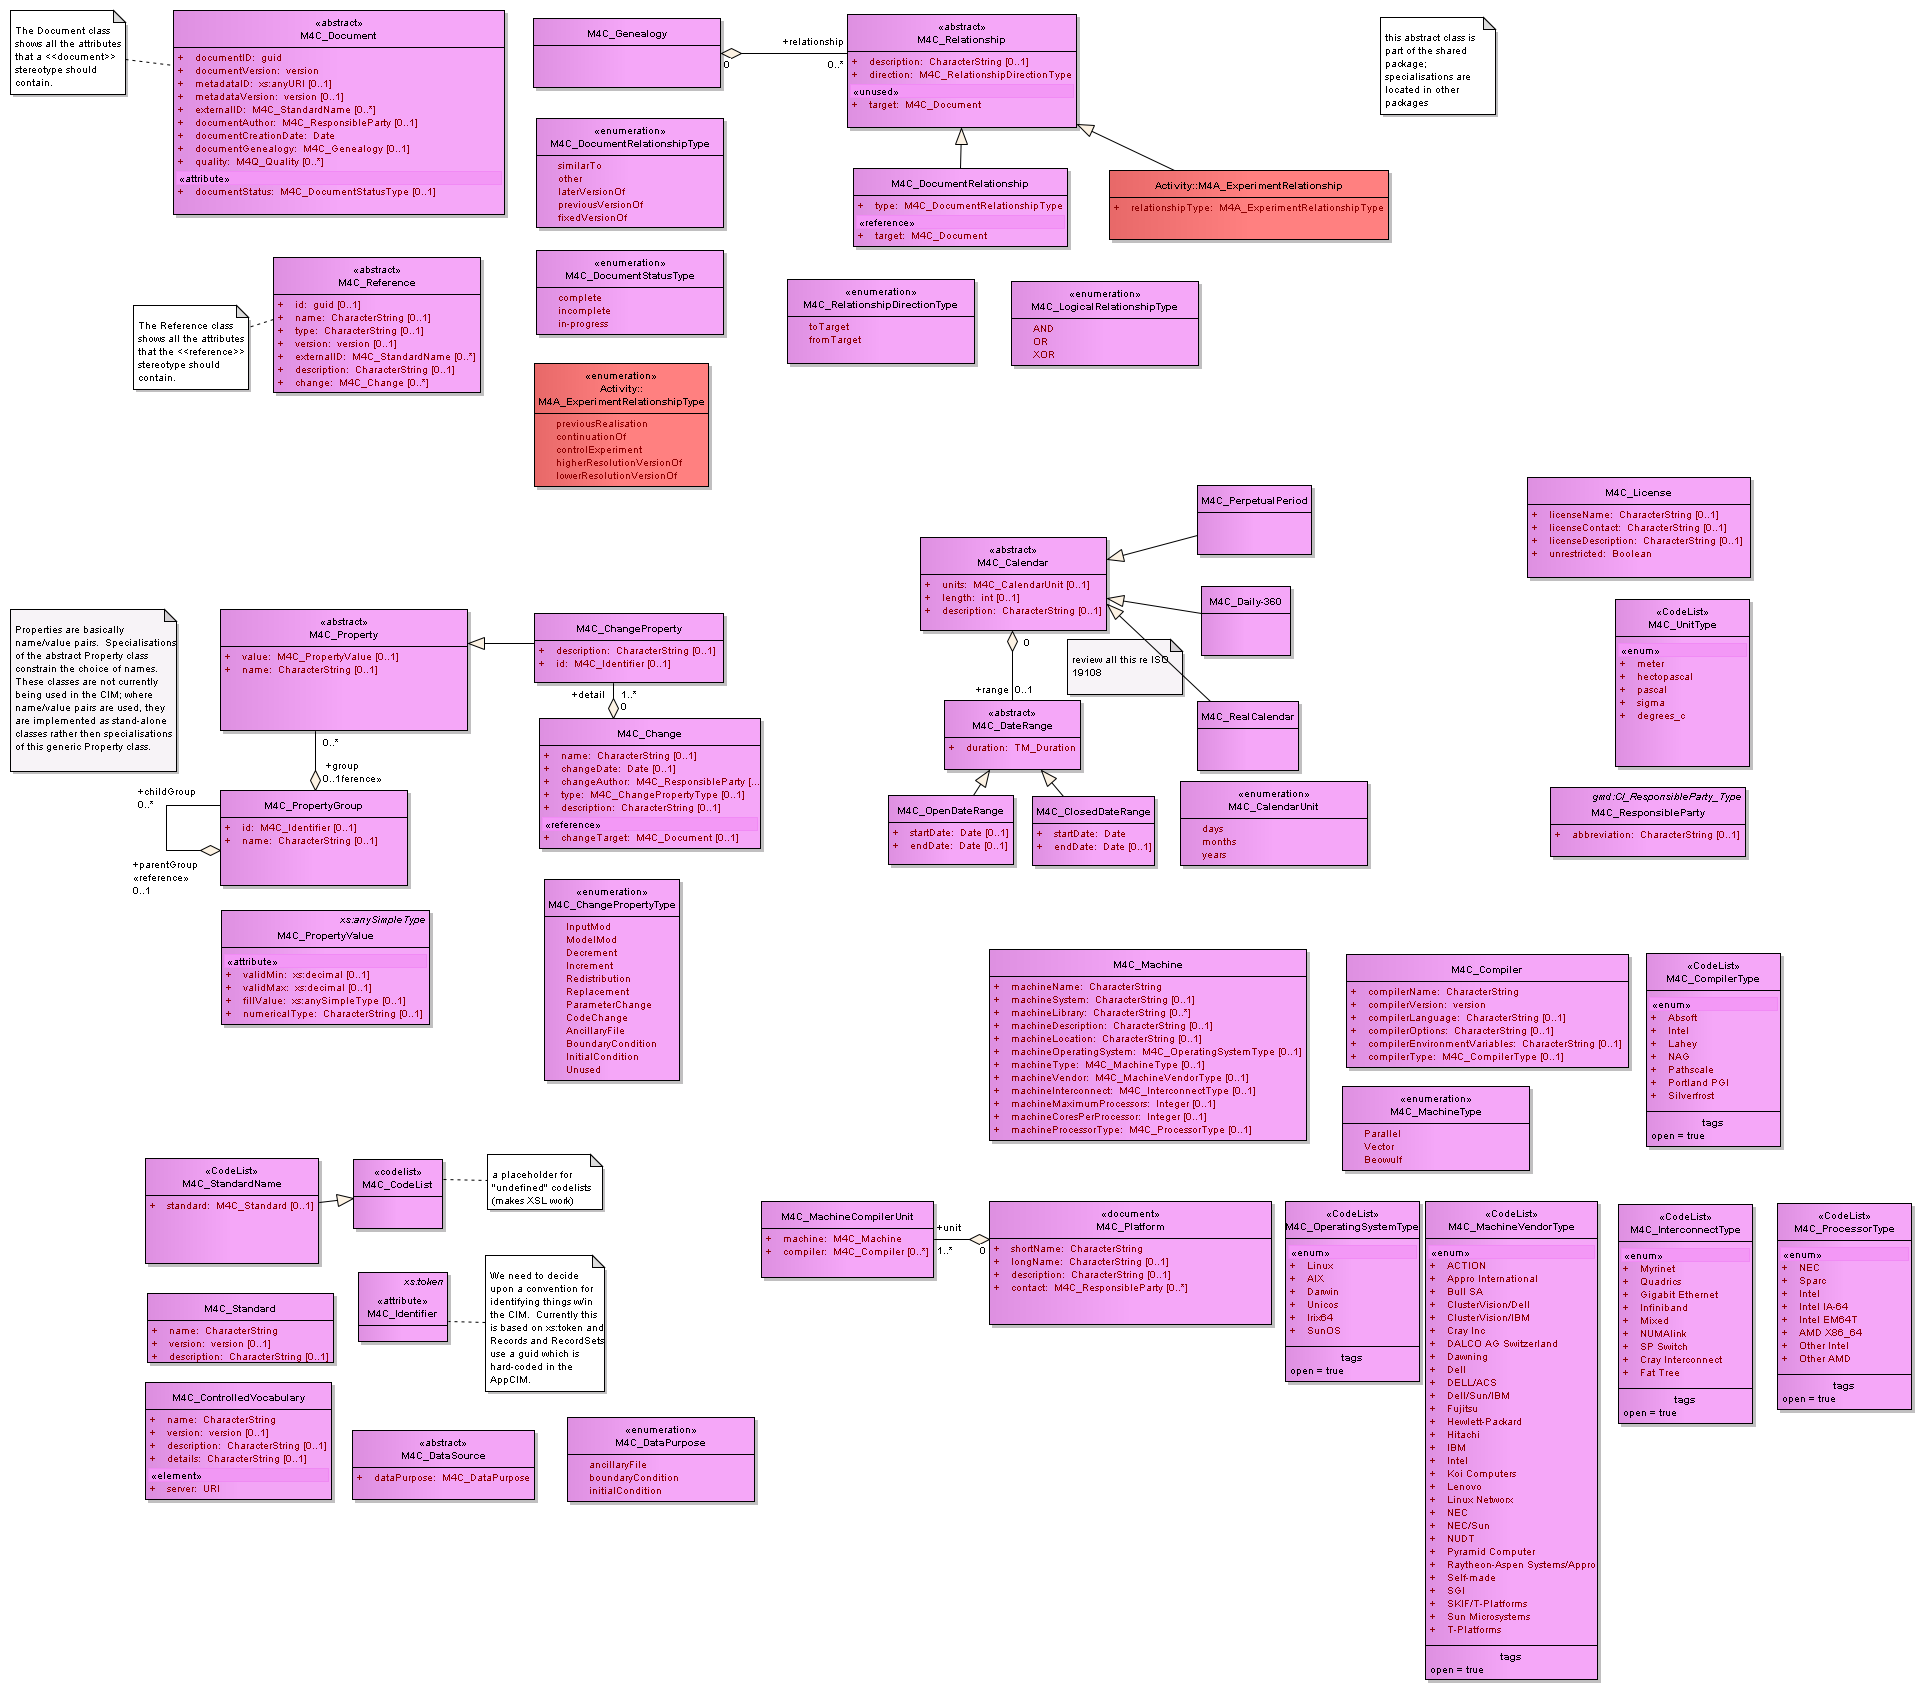 The Document class
shows all the attributes
that a <<document>>
stereotype should
contain.
«abstract»
M4C_Document
+ documentID: guid
+ documentVersion: version
+ metadataID: xs:anyURI [0..1]
+ metadataVersion: version [0..1]
+ externalID: M4C_StandardName [0..*]
+ documentAuthor: M4C_ResponsibleParty [0..1]
+ documentCreationDate: Date
+ documentGenealogy: M4C_Genealogy [0..1]
+ quality: M4Q_Quality [0..*]
«attribute»
+ documentStatus: M4C_DocumentStatusType [0..1]
M4C_Genealogy
0
+relationship
0..*
«abstract»
M4C_Relationship
+ description: CharacterString [0..1]
+ direction: M4C_RelationshipDirectionType
«unused»
+ target: M4C_Document
this abstract class is
part of the shared
package;
specialisations are
located in other
packages
«enumeration»
M4C_DocumentRelationshipType
similarTo
other
laterVersionOf
previousVersionOf
fixedVersionOf
M4C_DocumentRelationship
+ type: M4C_DocumentRelationshipType
«reference»
+ target: M4C_Document
Activity::M4A_ExperimentRelationship
+ relationshipType: M4A_ExperimentRelationshipType
The Reference class
shows all the attributes
that the <<reference>>
stereotype should
contain.
«abstract»
M4C_Reference
+ id: guid [0..1]
+ name: CharacterString [0..1]
+ type: CharacterString [0..1]
+ version: version [0..1]
+ externalID: M4C_StandardName [0..*]
+ description: CharacterString [0..1]
+ change: M4C_Change [0..*]
«enumeration»
M4C_DocumentStatusType
complete
incomplete
in-progress
«enumeration»
M4C_RelationshipDirectionType
toTarget
fromTarget
«enumeration»
M4C_LogicalRelationshipType
AND
OR
XOR
«enumeration»
Activity::
M4A_ExperimentRelationshipType
previousRealisation
continuationOf
controlExperiment
higherResolutionVersionOf
lowerResolutionVersionOf
M4C_PerpetualPeriod
«abstract»
M4C_Calendar
+ units: M4C_CalendarUnit [0..1]
+ length: int [0..1]
+ description: CharacterString [0..1]
M4C_Daily-360
0
review all this re ISO
19108
+range 0..1
M4C_RealCalendar
«abstract»
M4C_DateRange
+ duration: TM_Duration
M4C_OpenDateRange
+ startDate: Date [0..1]
+ endDate: Date [0..1]
M4C_ClosedDateRange
+ startDate: Date
+ endDate: Date [0..1]
«enumeration»
M4C_CalendarUnit
days
months
years
M4C_License
+ licenseName: CharacterString [0..1]
+ licenseContact: CharacterString [0..1]
+ licenseDescription: CharacterString [0..1]
+ unrestricted: Boolean
«CodeList»
M4C_UnitType
«enum»
+ meter
+ hectopascal
+ pascal
+ sigma
+ degrees_c
gmd:CI_ResponsibleParty_Type
M4C_ResponsibleParty
+ abbreviation: CharacterString [0..1]
Properties are basically
name/value pairs. Specialisations
of the abstract Property class
constrain the choice of names.
These classes are not currently
being used in the CIM; where
name/value pairs are used, they
are implemented as stand-alone
classes rather then specialisations
of this generic Property class.
«abstract»
M4C_Property
+ value: M4C_PropertyValue [0..1]
+ name: CharacterString [0..1]
M4C_ChangeProperty
+ description: CharacterString [0..1]
+ id: M4C_Identifier [0..1]
+detail 1..*
0
M4C_Change
+ name: CharacterString [0..1]
+ changeDate: Date [0..1]
+ changeAuthor: M4C_ResponsibleParty [...
+ type: M4C_ChangePropertyType [0..1]
+ description: CharacterString [0..1]
«reference»
+ changeTarget: M4C_Document [0..1]
0..*
+group
0..1ference»
+childGroup
0..*
M4C_PropertyGroup
+ id: M4C_Identifier [0..1]
+ name: CharacterString [0..1]
+parentGroup
«reference»
0..1
xs:anySimpleType
M4C_PropertyValue
«attribute»
+ validMin: xs:decimal [0..1]
+ validMax: xs:decimal [0..1]
+ fillValue: xs:anySimpleType [0..1]
+ numericalType: CharacterString [0..1]
«enumeration»
M4C_ChangePropertyType
InputMod
ModelMod
Decrement
Increment
Redistribution
Replacement
ParameterChange
CodeChange
AncillaryFile
BoundaryCondition
InitialCondition
Unused
M4C_Machine
+ machineName: CharacterString
+ machineSystem: CharacterString [0..1]
+ machineLibrary: CharacterString [0..*]
+ machineDescription: CharacterString [0..1]
+ machineLocation: CharacterString [0..1]
+ machineOperatingSystem: M4C_OperatingSystemType [0..1]
+ machineType: M4C_MachineType [0..1]
+ machineVendor: M4C_MachineVendorType [0..1]
+ machineInterconnect: M4C_InterconnectType [0..1]
+ machineMaximumProcessors: Integer [0..1]
+ machineCoresPerProcessor: Integer [0..1]
+ machineProcessorType: M4C_ProcessorType [0..1]
M4C_Compiler
+ compilerName: CharacterString
+ compilerVersion: version
+ compilerLanguage: CharacterString [0..1]
+ compilerOptions: CharacterString [0..1]
+ compilerEnvironmentVariables: CharacterString [0..1]
+ compilerType: M4C_CompilerType [0..1]
«CodeList»
M4C_CompilerType
«enum»
+ Absoft
+ Intel
+ Lahey
+ NAG
+ Pathscale
+ Portland PGI
+ Silverfrost
tags
open = true
«enumeration»
M4C_MachineType
Parallel
Vector
Beowulf
«CodeList»
M4C_StandardName
+ standard: M4C_Standard [0..1]
«codelist»
M4C_CodeList
a placeholder for
"undefined" codelists
(makes XSL work)
M4C_Standard
+ name: CharacterString
+ version: version [0..1]
+ description: CharacterString [0..1]
xs:token
«attribute»
M4C_Identifier
We need to decide
upon a convention for
identifying things w/in
the CIM. Currently this
is based on xs:token and
Records and RecordSets
use a guid which is
hard-coded in the
AppCIM.
M4C_ControlledVocabulary
+ name: CharacterString
+ version: version [0..1]
+ description: CharacterString [0..1]
+ details: CharacterString [0..1]
«element»
+ server: URI
«abstract»
M4C_DataSource
+ dataPurpose: M4C_DataPurpose
«enumeration»
M4C_DataPurpose
ancillaryFile
boundaryCondition
initialCondition
M4C_MachineCompilerUnit
+ machine: M4C_Machine
+ compiler: M4C_Compiler [0..*]
+unit
1..*
0
«document»
M4C_Platform
+ shortName: CharacterString
+ longName: CharacterString [0..1]
+ description: CharacterString [0..1]
+ contact: M4C_ResponsibleParty [0..*]
«CodeList»
M4C_OperatingSystemType
«enum»
+ Linux
+ AIX
+ Darwin
+ Unicos
+ Irix64
+ SunOS
tags
open = true
«CodeList»
M4C_MachineVendorType
«enum»
+ ACTION
+ Appro International
+ Bull SA
+ ClusterVision/Dell
+ ClusterVision/IBM
+ Cray Inc
+ DALCO AG Switzerland
+ Dawning
+ Dell
+ DELL/ACS
+ Dell/Sun/IBM
+ Fujitsu
+ Hewlett-Packard
+ Hitachi
+ IBM
+ Intel
+ Koi Computers
+ Lenovo
+ Linux Networx
+ NEC
+ NEC/Sun
+ NUDT
+ Pyramid Computer
+ Raytheon-Aspen Systems/Appro
+ Self-made
+ SGI
+ SKIF/T-Platforms
+ Sun Microsystems
+ T-Platforms
tags
open = true
«CodeList»
M4C_InterconnectType
«enum»
+ Myrinet
+ Quadrics
+ Gigabit Ethernet
+ Infiniband
+ Mixed
+ NUMAlink
+ SP Switch
+ Cray Interconnect
+ Fat Tree
tags
open = true
«CodeList»
M4C_ProcessorType
«enum»
+ NEC
+ Sparc
+ Intel
+ Intel IA-64
+ Intel EM64T
+ AMD X86_64
+ Other Intel
+ Other AMD
tags
open = true